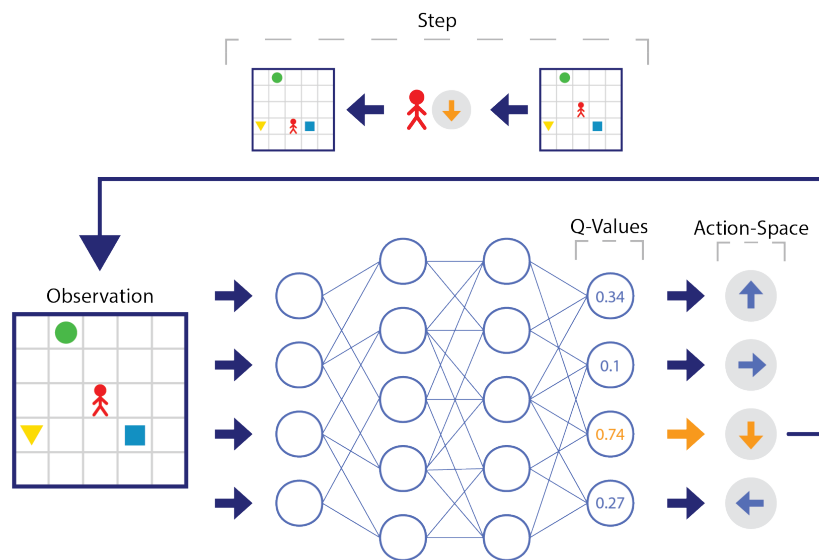 Step
Q-Values
Action-Space
Observation
0.34
0.1
0.74
0.27